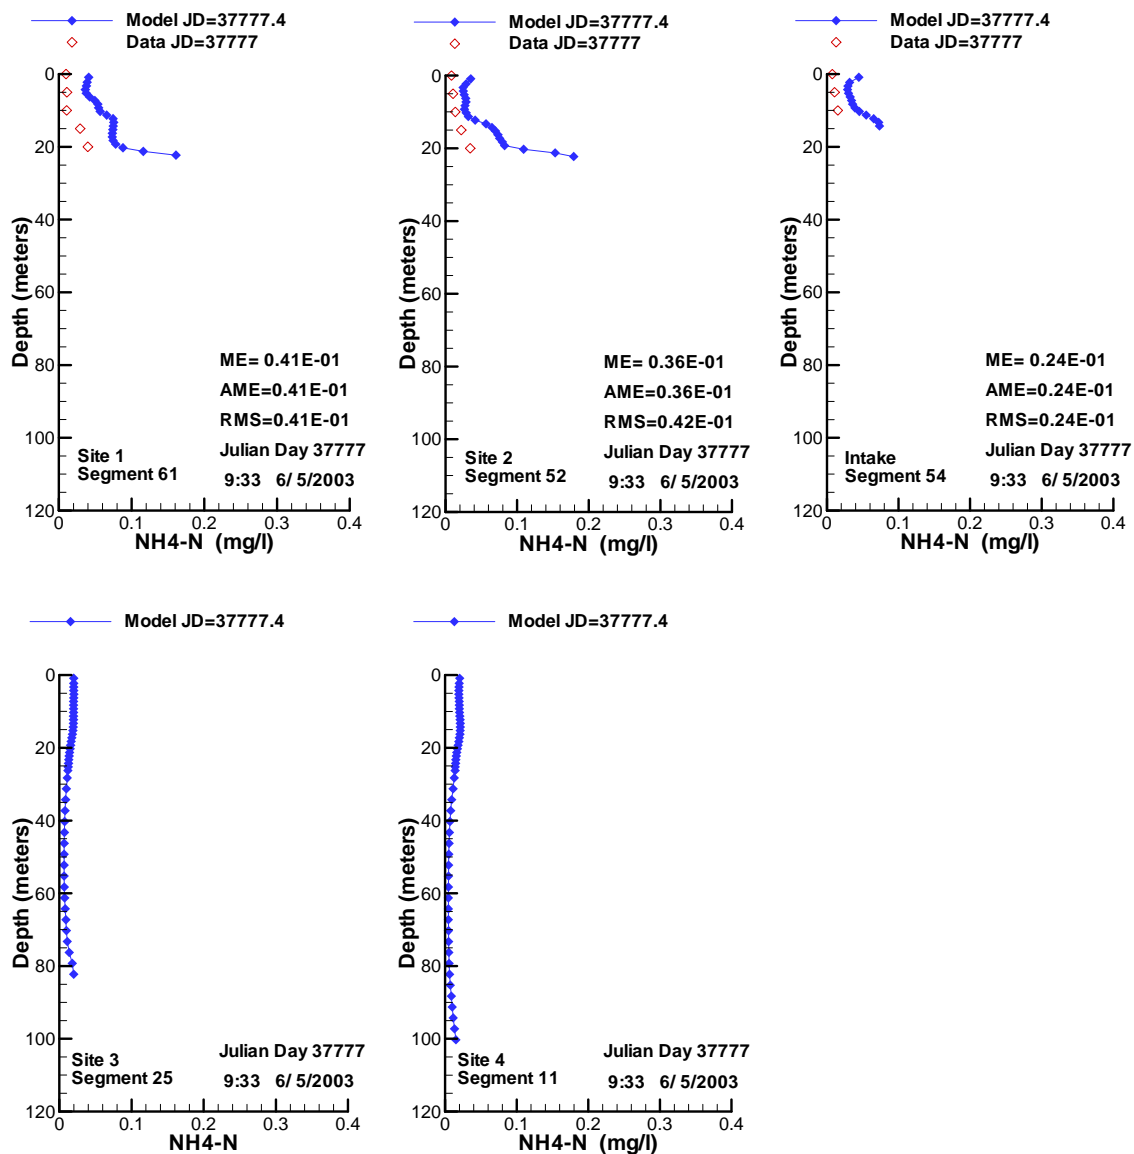 Model JD=37777.4
Data JD=37777
0
20
40
60
80
100
120
Depth (meters)
ME= 0.41E-01
AME=0.41E-01
RMS=0.41E-01
Julian Day 37777
9:33 6/ 5/2003
Site 1
Segment 61
0 0.1 0.2 0.3 0.4
NH4-N (mg/l)
Model JD=37777.4
Data JD=37777
0
20
40
60
80
100
120
Depth (meters)
ME= 0.36E-01
AME=0.36E-01
RMS=0.42E-01
Julian Day 37777
9:33 6/ 5/2003
Site 2
Segment 52
0 0.1 0.2 0.3 0.4
NH4-N (mg/l)
Model JD=37777.4
Data JD=37777
0
20
40
60
80
100
120
Depth (meters)
ME= 0.24E-01
AME=0.24E-01
RMS=0.24E-01
Julian Day 37777
9:33 6/ 5/2003
Intake
Segment 54
0 0.1 0.2 0.3 0.4
NH4-N (mg/l)
Model JD=37777.4
0
20
40
60
80
100
120
Depth (meters)
Julian Day 37777
9:33 6/ 5/2003
Site 3
Segment 25
0 0.1 0.2 0.3 0.4
NH4-N
Model JD=37777.4
0
20
40
60
80
100
120
Depth (meters)
Julian Day 37777
9:33 6/ 5/2003
Site 4
Segment 11
0 0.1 0.2 0.3 0.4
NH4-N (mg/l)